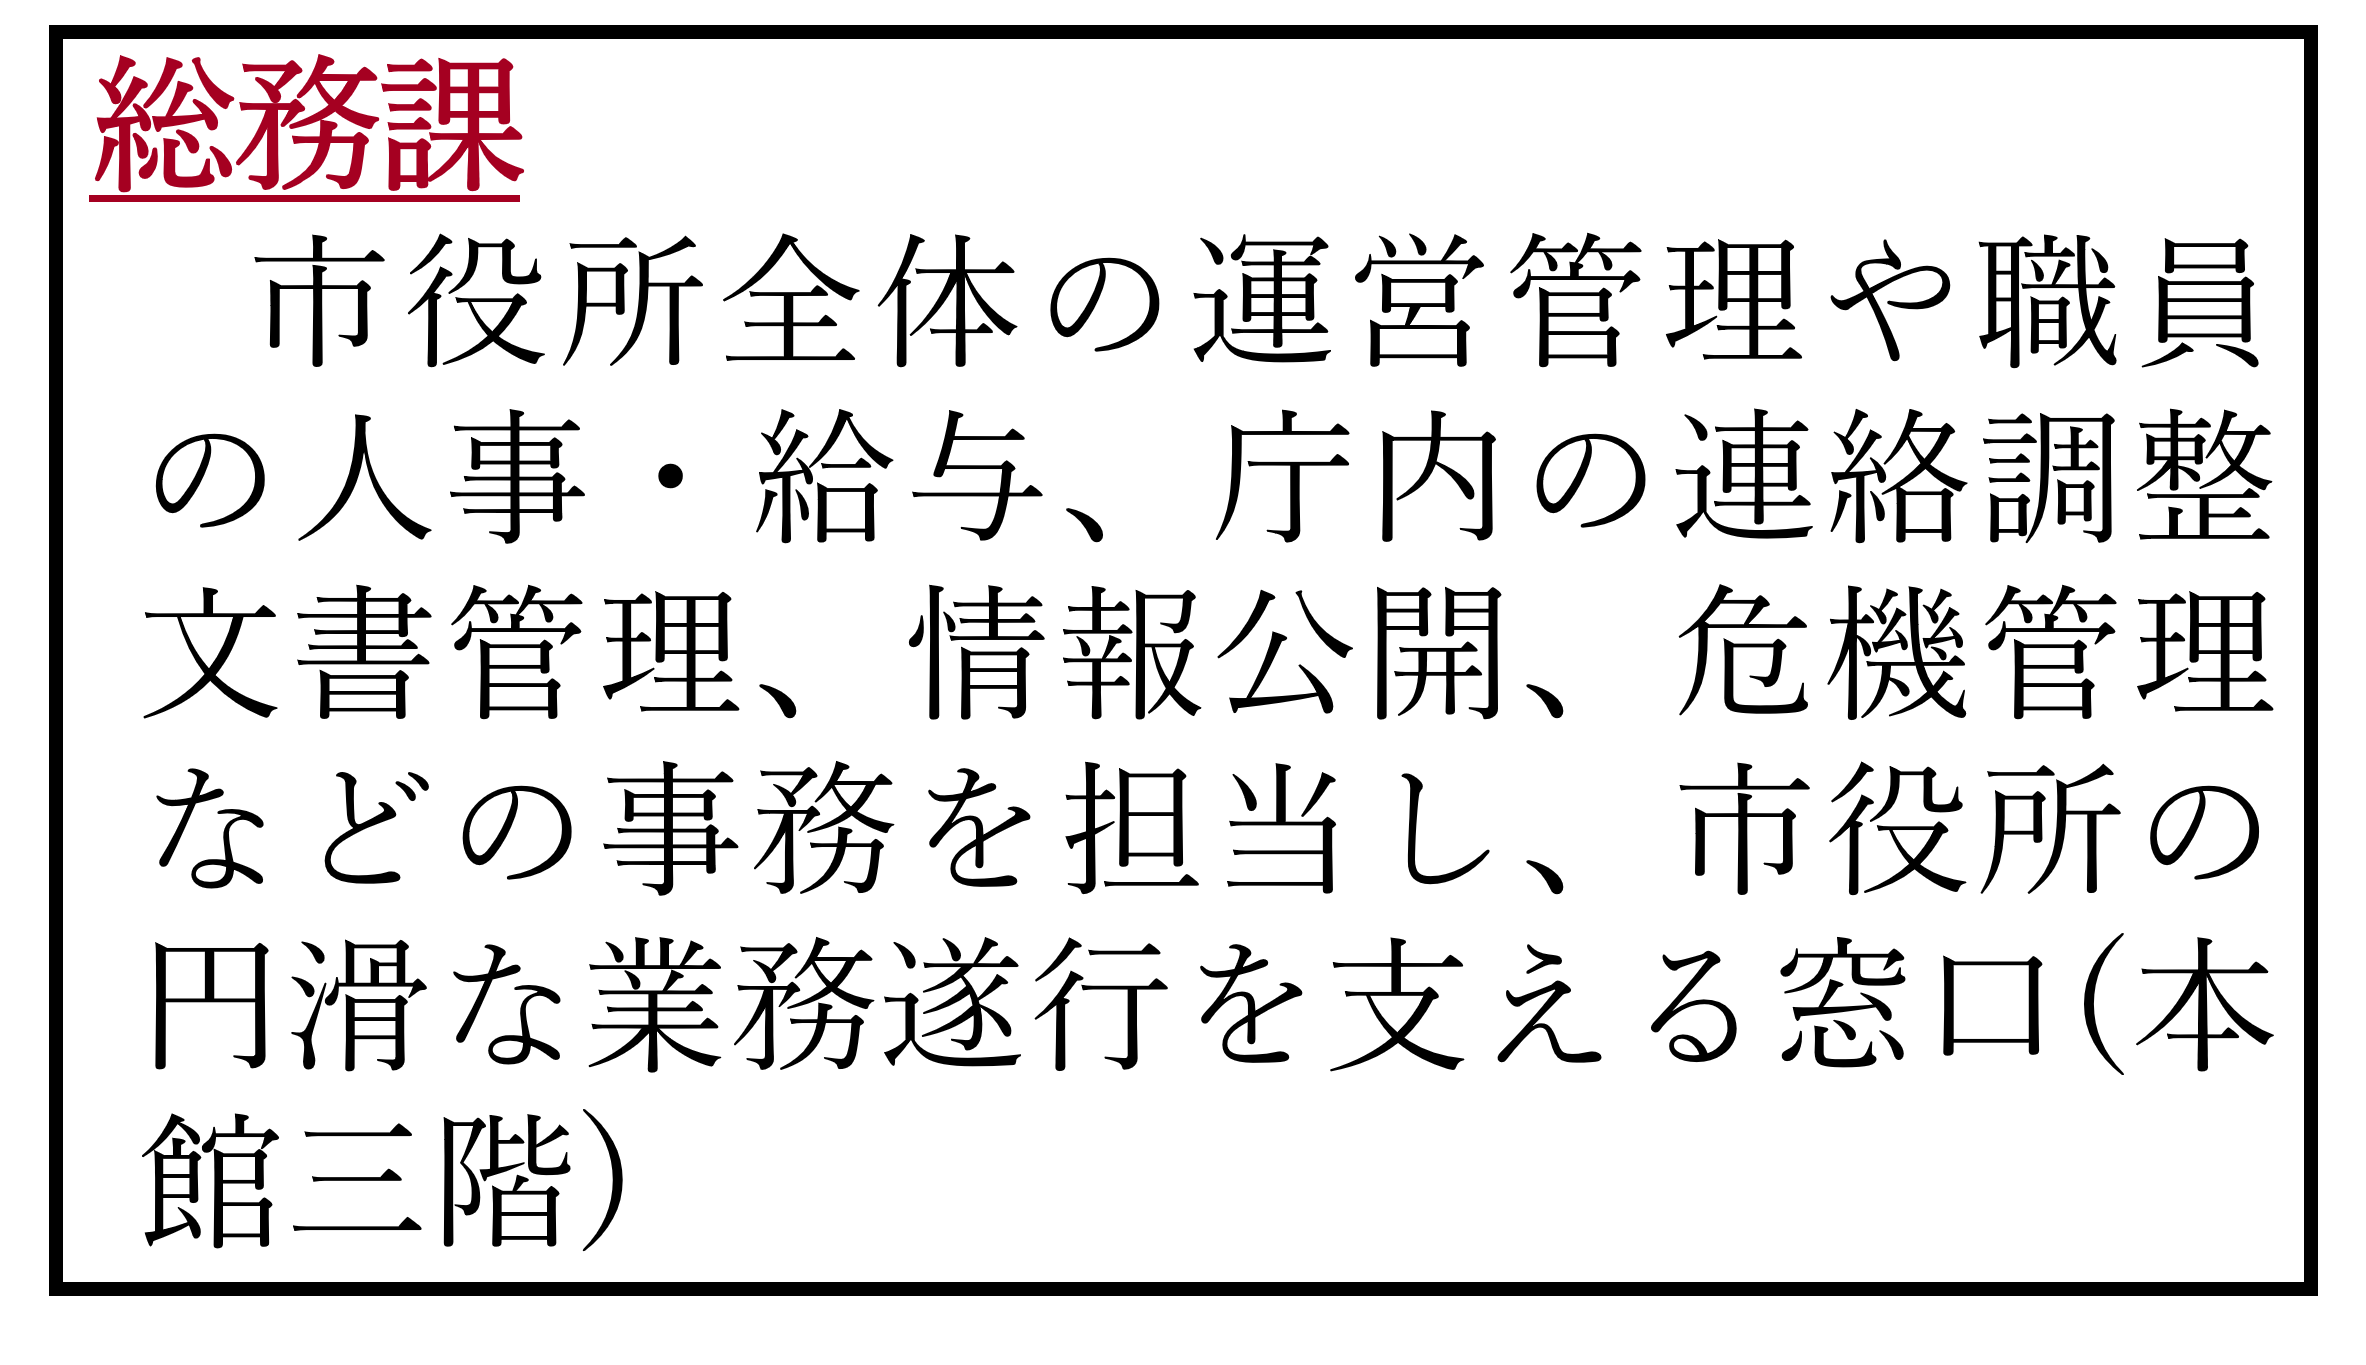 総務課
市役所全体の運営管理や職員
の人事・給与、庁内の連絡調整
文書管理、情報公開、危機管理
などの事務を担当し、市役所の
円滑な業務遂行を支える窓口(本
館三階)